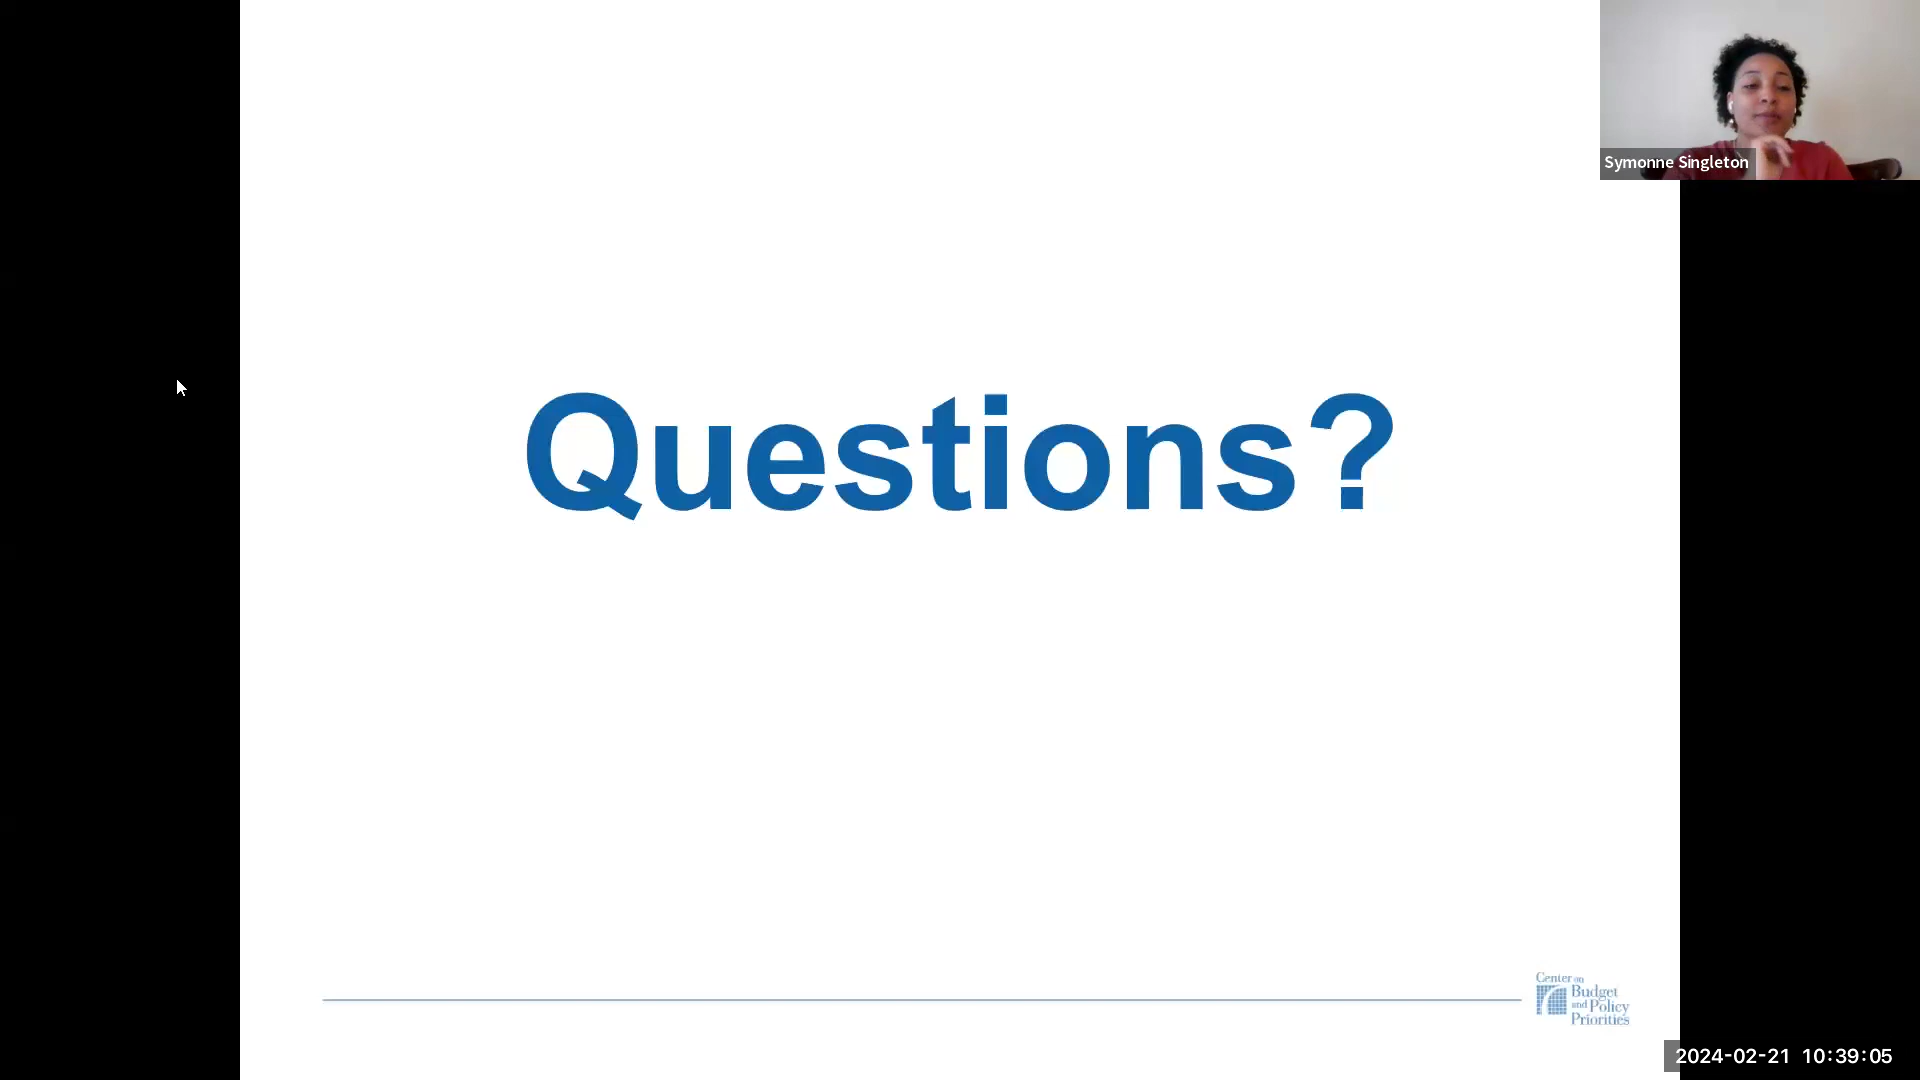 Symonne Singleton
Questions?
Center on
Budget
and Policy
Priorities
2024-02-21 10:39:05